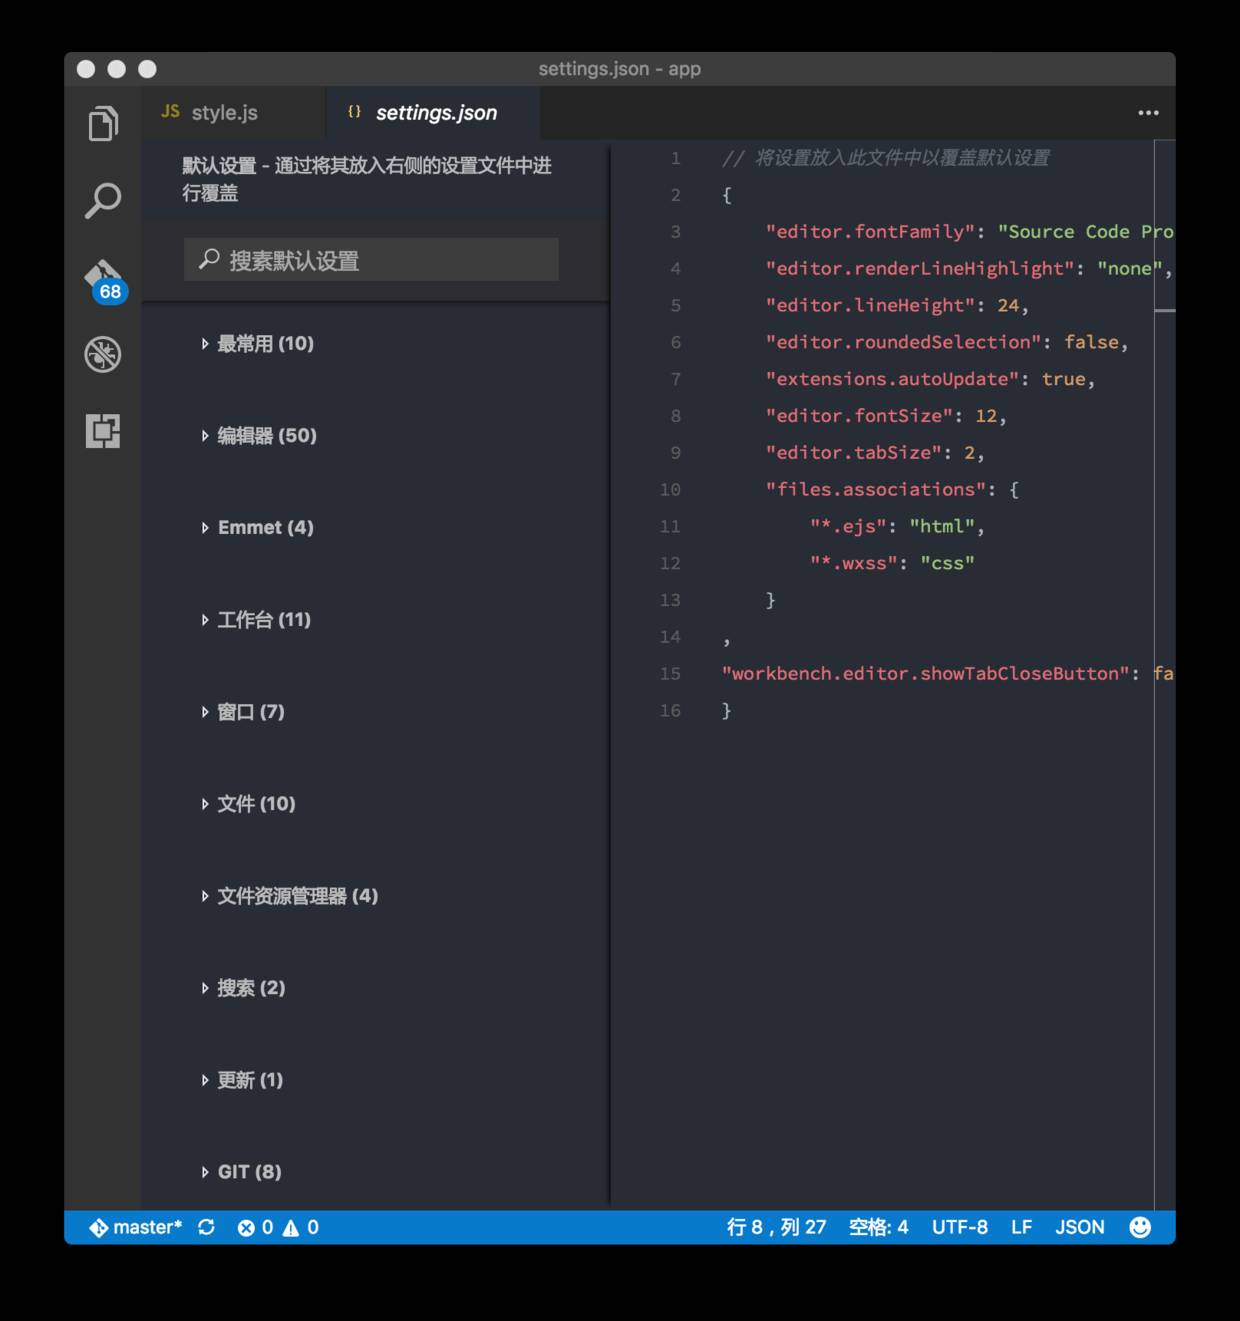 settings.json - app
JS style.js
{} settings.json
...
默认设置 - 通过将其放入右侧的设置文件中进
行覆盖
搜索默认设置
68
最常用 (10)
编辑器 (50)
Emmet (4)
工作台 (11)
窗口 (7)
文件 (10)
文件资源管理器 (4)
搜索 (2)
更新 (1)
GIT (8)
1 // 将设置放入此文件中以覆盖默认设置
2 {
3 "editor.fontFamily": "Source Code Pro
4 "editor.renderLineHighlight": "none",
5 "editor.lineHeight": 24,
6 "editor.roundedSelection": false,
7 "extensions.autoUpdate": true,
8 "editor.fontSize": 12,
9 "editor.tabSize": 2,
10 "files.associations": {
11 "*.ejs": "html",
12 "*.wxss": "css"
13 }
14 ,
15 "workbench.editor.showTabCloseButton": fa
16 }
master* 0 0 行 8 , 列 27 空格: 4 UTF-8 LF JSON